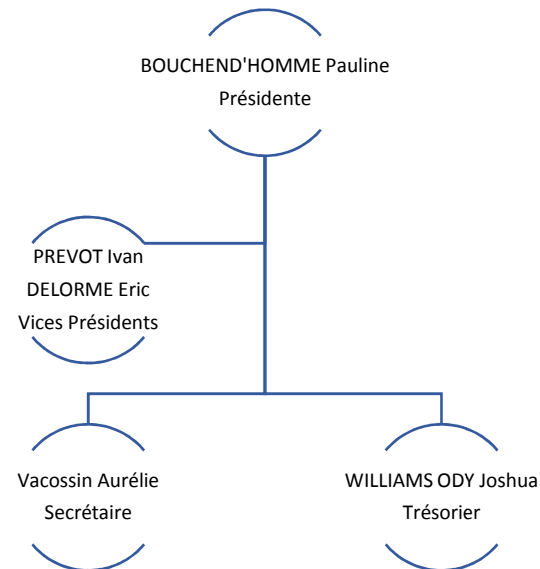 BOUCHEND'HOMME Pauline
Présidente
PREVOT Ivan
DELORME Eric
Vices Présidents
Vacossin Aurélie
Secrétaire
WILLIAMS ODY Joshua
Trésorier